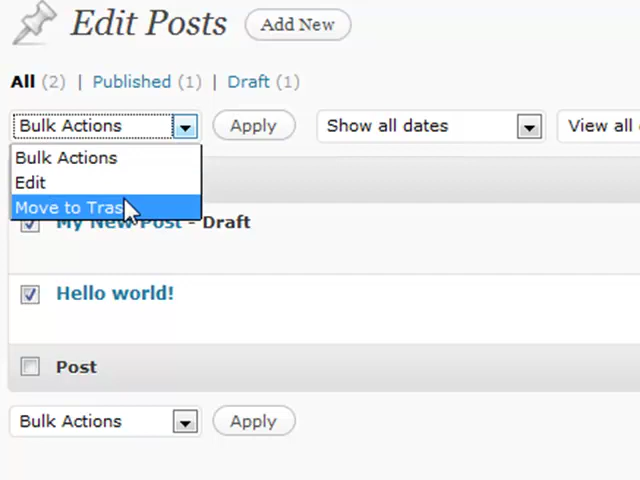 Edit Posts Add New
All (2) | Published (1) | Draft (1)
Bulk Actions Apply Show all dates View all
Bulk Actions
Edit
Move to Tras
My New Post - Draft
Hello world!
Post
Bulk Actions Apply